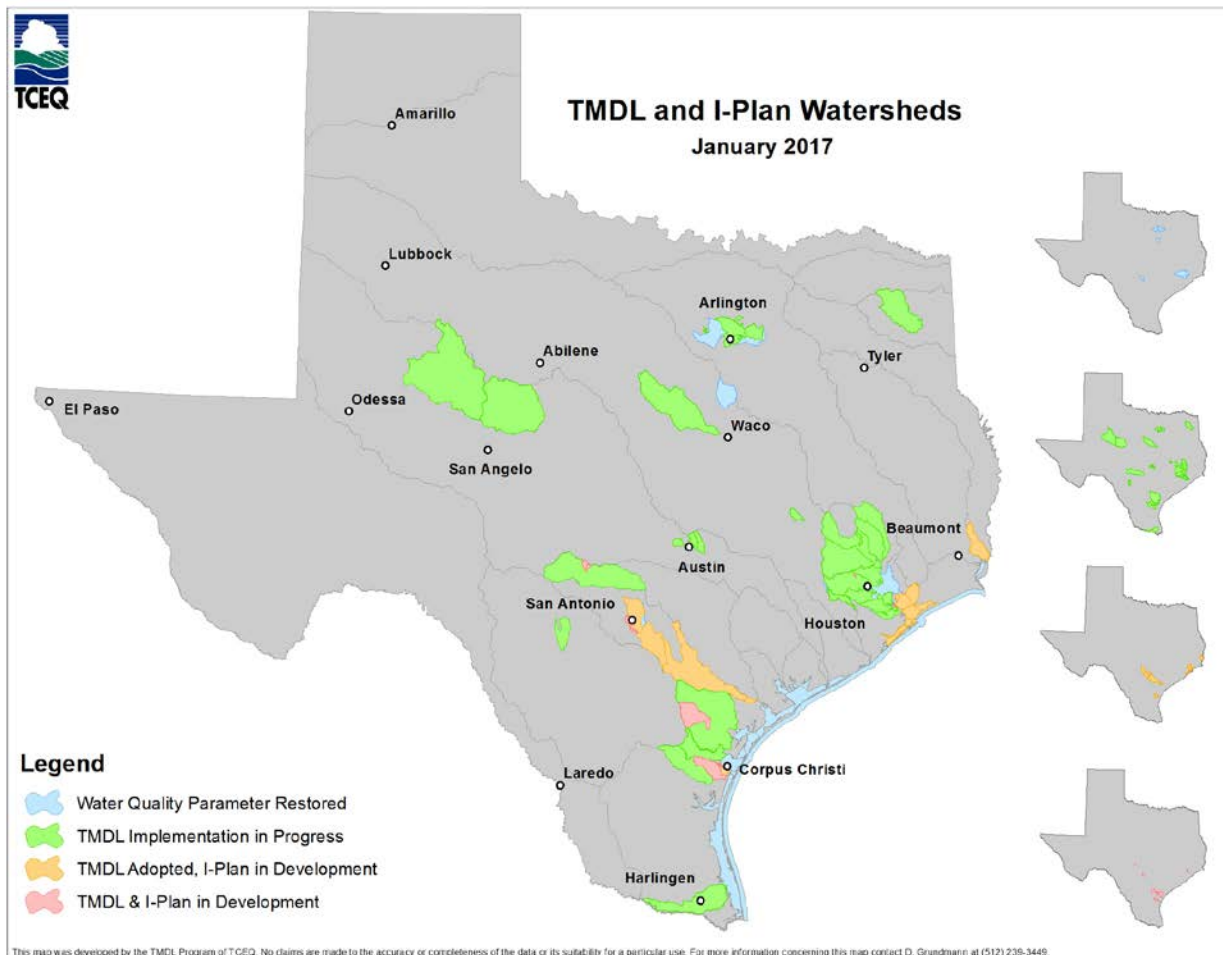 TCEQ
TMDL and I-Plan Watersheds
January 2017
Amarillo
Lubbock
Arlington
Abilene
Tyler
El Paso
Odessa
Waco
San Angelo
Beaumont
Austin
San Antonio
Houston
Corpus Christi
Laredo
Harlingen
Legend
Water Quality Parameter Restored
TMDL Implementation in Progress
TMDL Adopted, I-Plan in Development
TMDL & I-Plan in Development
This map was developed by the TMDL Program of TCEQ. No claims are made to the accuracy or completeness of the data or its suitability for a particular use. For more information concerning this map contact D. Grundmann at (512) 239-3449.